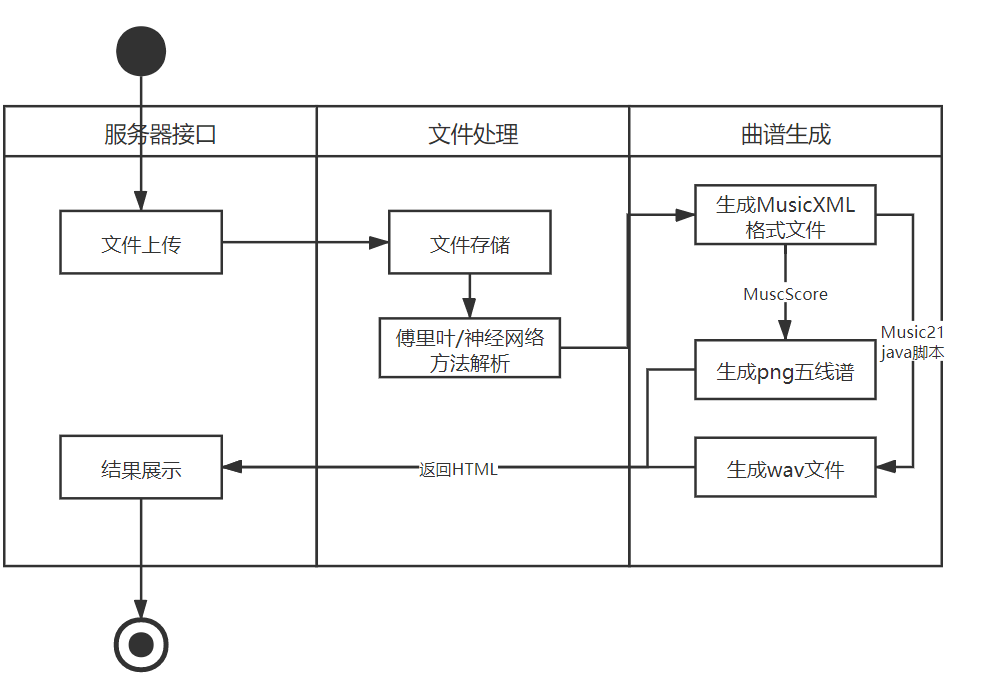 服务器接口
文件处理
曲谱生成
文件上传
文件存储
生成MusicXML
格式文件
MuscScore
Music21
java脚本
傅里叶/神经网络
方法解析
生成png五线谱
结果展示
返回HTML
生成wav文件